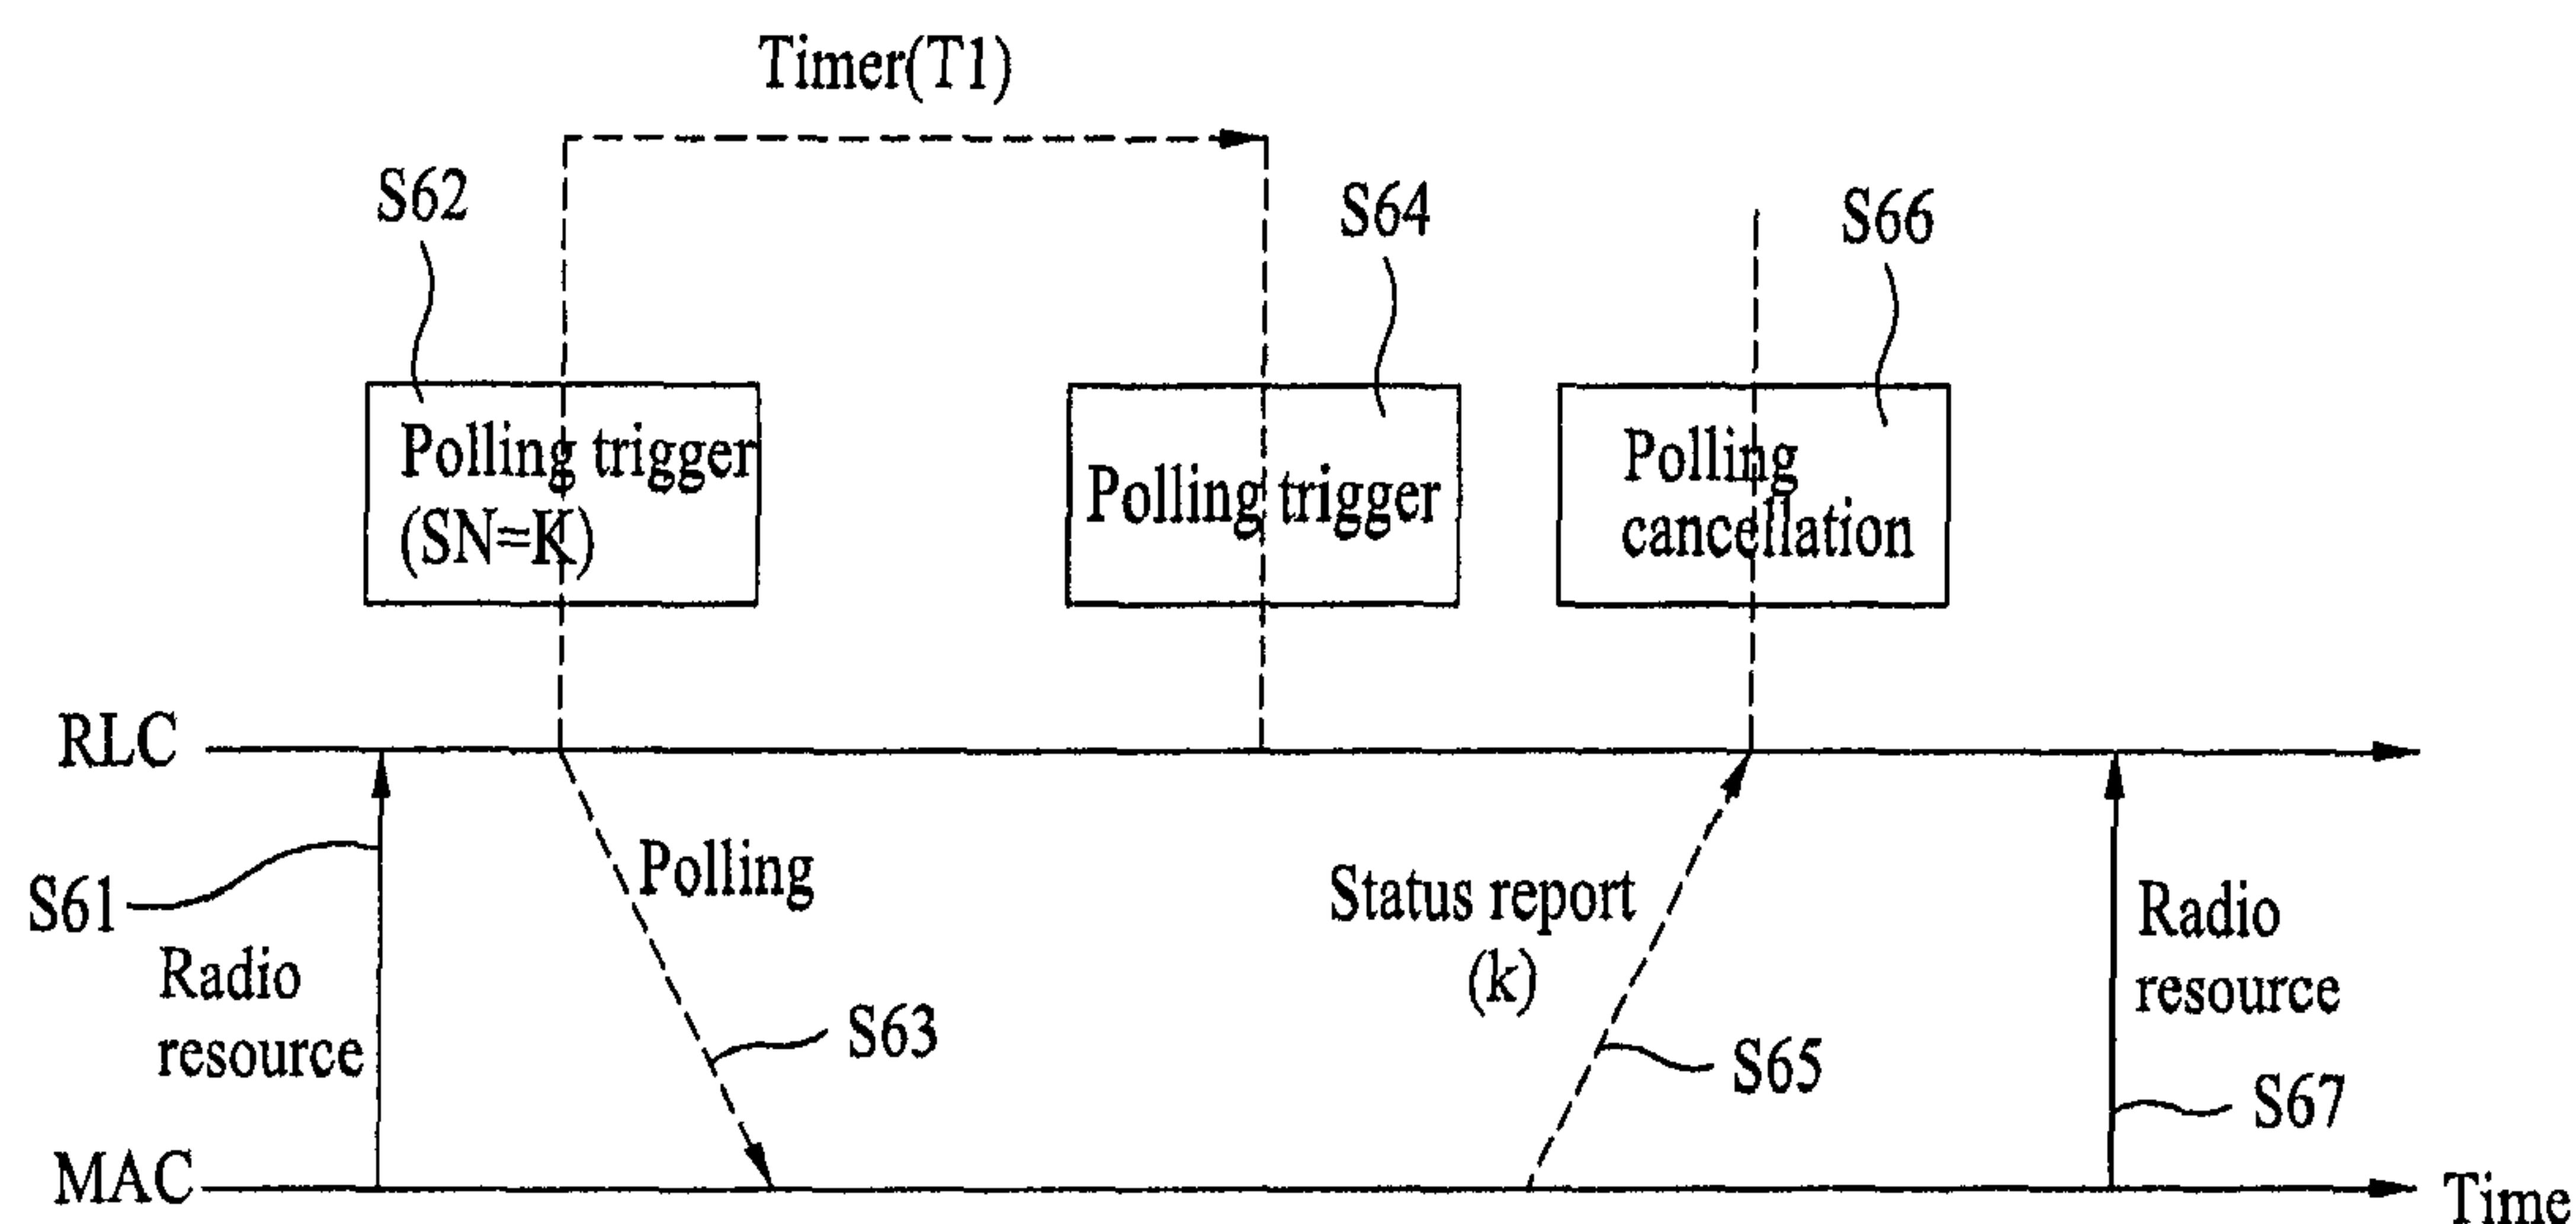 Timer(T1)
S62
S64
S66
Polling trigger
(SN=K)
Polling trigger
Polling
cancellation
RLC
S61
Radio
resource
Polling
S63
Status report
(k)
S65
Radio
resource
S67
MAC
Time